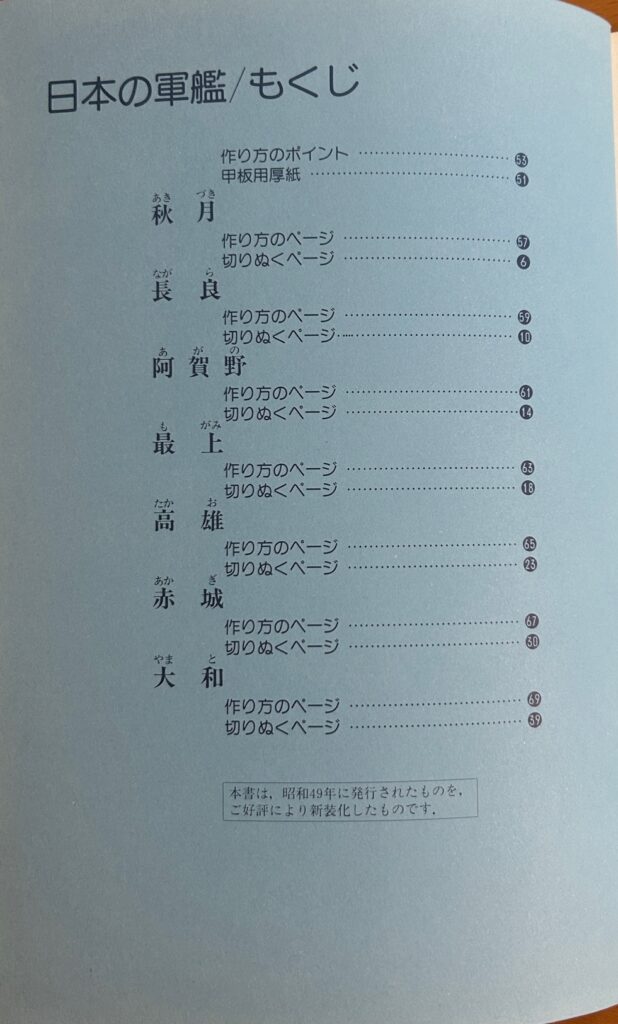 日本の軍艦/もくじ
作り方のポイント ································ 53
甲板用厚紙 ································ 51
あき づき
秋月
作り方のページ ································ 57
切りぬくページ ································ 6
なが ら
長良
作り方のページ ································ 59
切りぬくページ ································ 10
あ が の
阿賀野
作り方のページ ································ 61
切りぬくページ ································ 14
も がみ
最上
作り方のページ ································ 63
切りぬくページ ································ 18
たか お
高雄
作り方のページ ································ 65
切りぬくページ ································ 23
あか ぎ
赤城
作り方のページ ································ 67
切りぬくページ ································ 30
やま と
大和
作り方のページ ································ 69
切りぬくページ ································ 39
本書は,昭和49年に発行されたものを,
ご好評により新装化したものです.